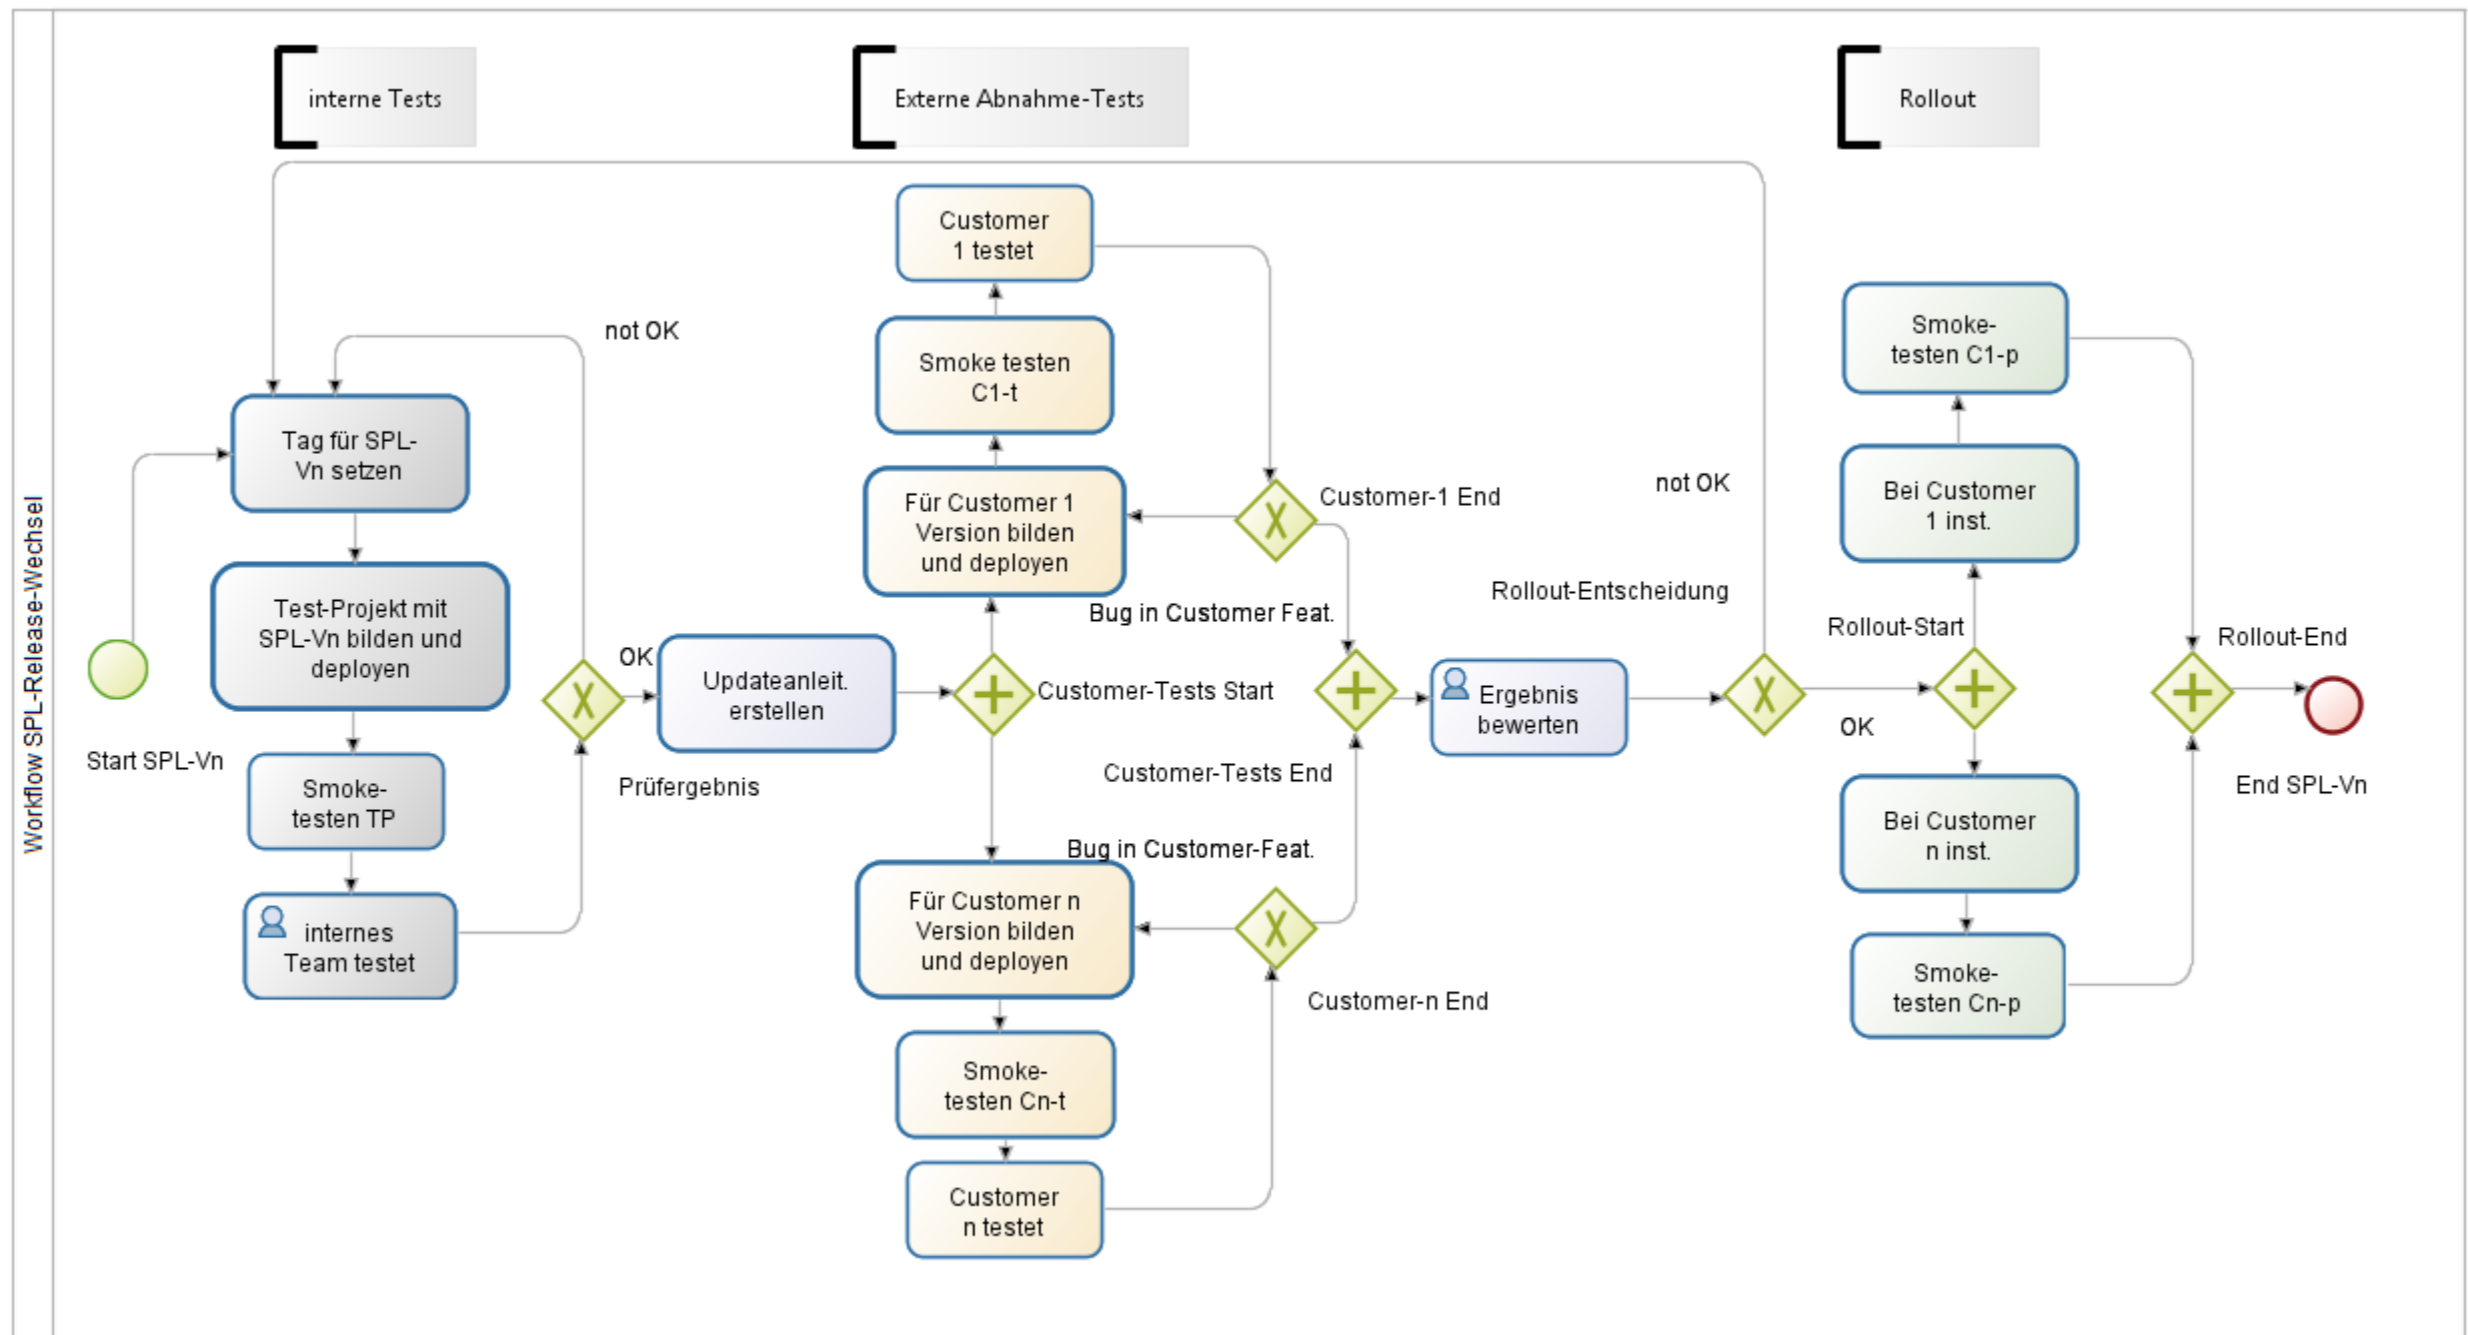 Workflow SPL-Release-Wechsel
interne Tests
Externe Abnahme-Tests
Rollout
Start SPL-Vn
Tag für SPL-
Vn setzen
Test-Projekt mit
SPL-Vn bilden und
deployen
Smoke-
testen TP
internes
Team testet
not OK
OK
Prüfergebnis
Updateanleit.
erstellen
Customer-Tests Start
Customer
1 testet
Smoke testen
C1-t
Für Customer 1
Version bilden
und deployen
Customer-1 End
Bug in Customer Feat.
Customer-Tests End
Bug in Customer-Feat.
Für Customer n
Version bilden
und deployen
Customer-n End
Smoke-
testen Cn-t
Customer
n testet
Ergebnis
bewerten
Rollout-Entscheidung
not OK
OK
Rollout-Start
Smoke-
testen C1-p
Bei Customer
1 inst.
Bei Customer
n inst.
Smoke-
testen Cn-p
Rollout-End
End SPL-Vn